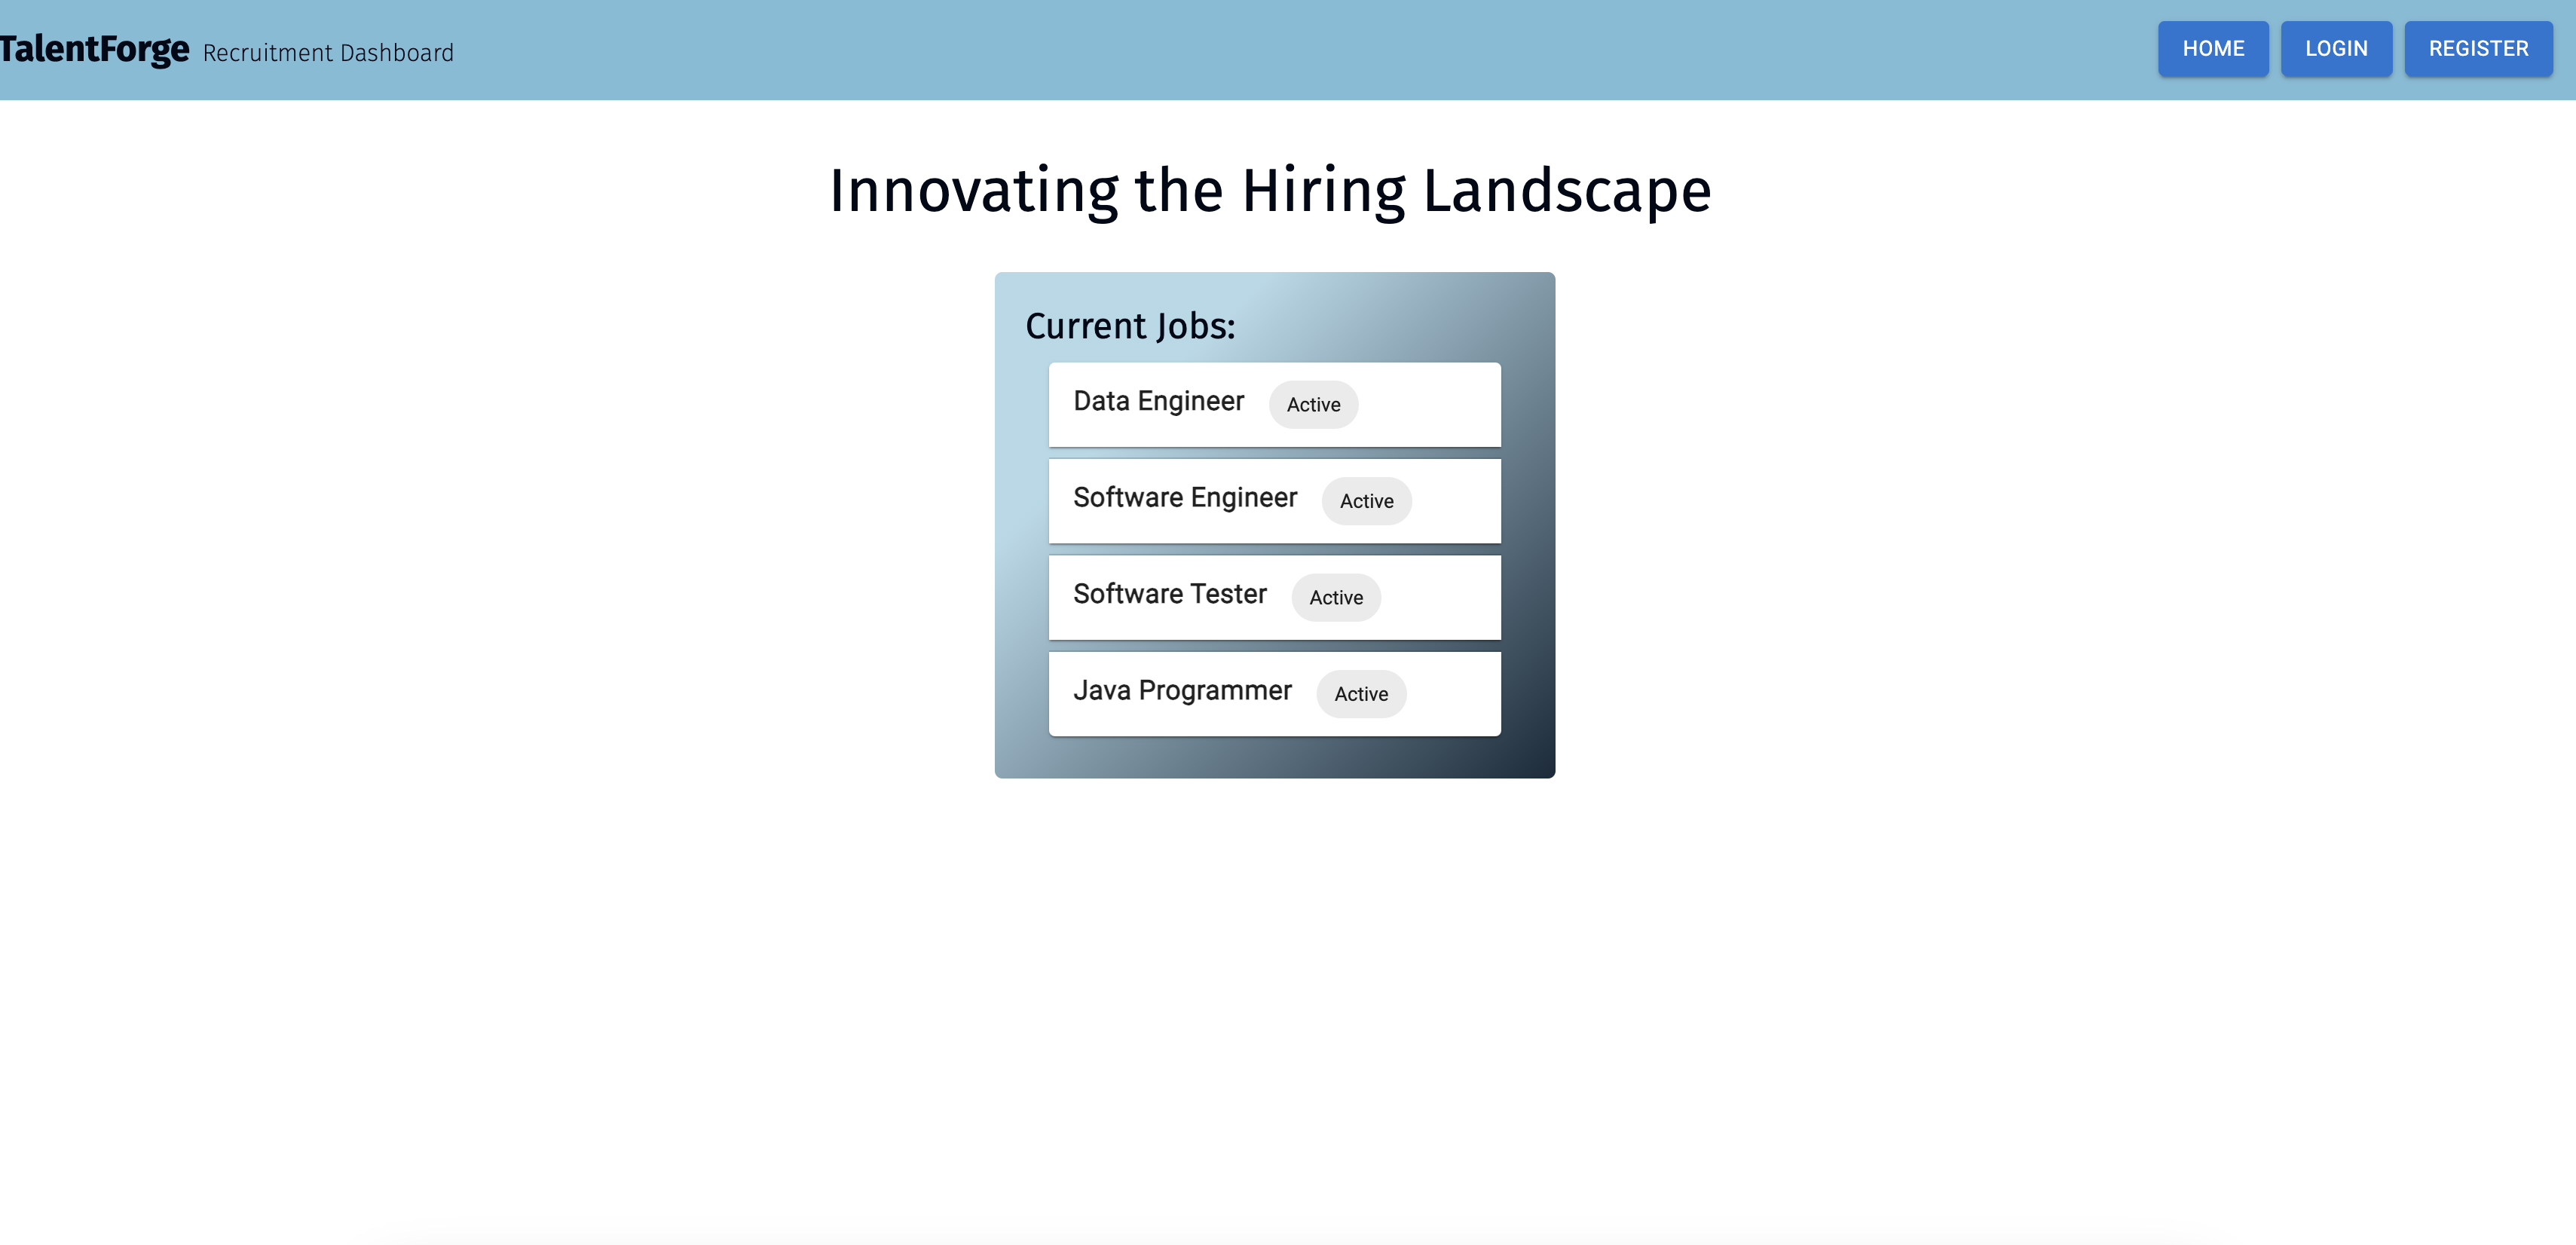 TalentForge Recruitment Dashboard HOME LOGIN REGISTER
Innovating the Hiring Landscape
Current Jobs:
Data Engineer Active
Software Engineer Active
Software Tester Active
Java Programmer Active